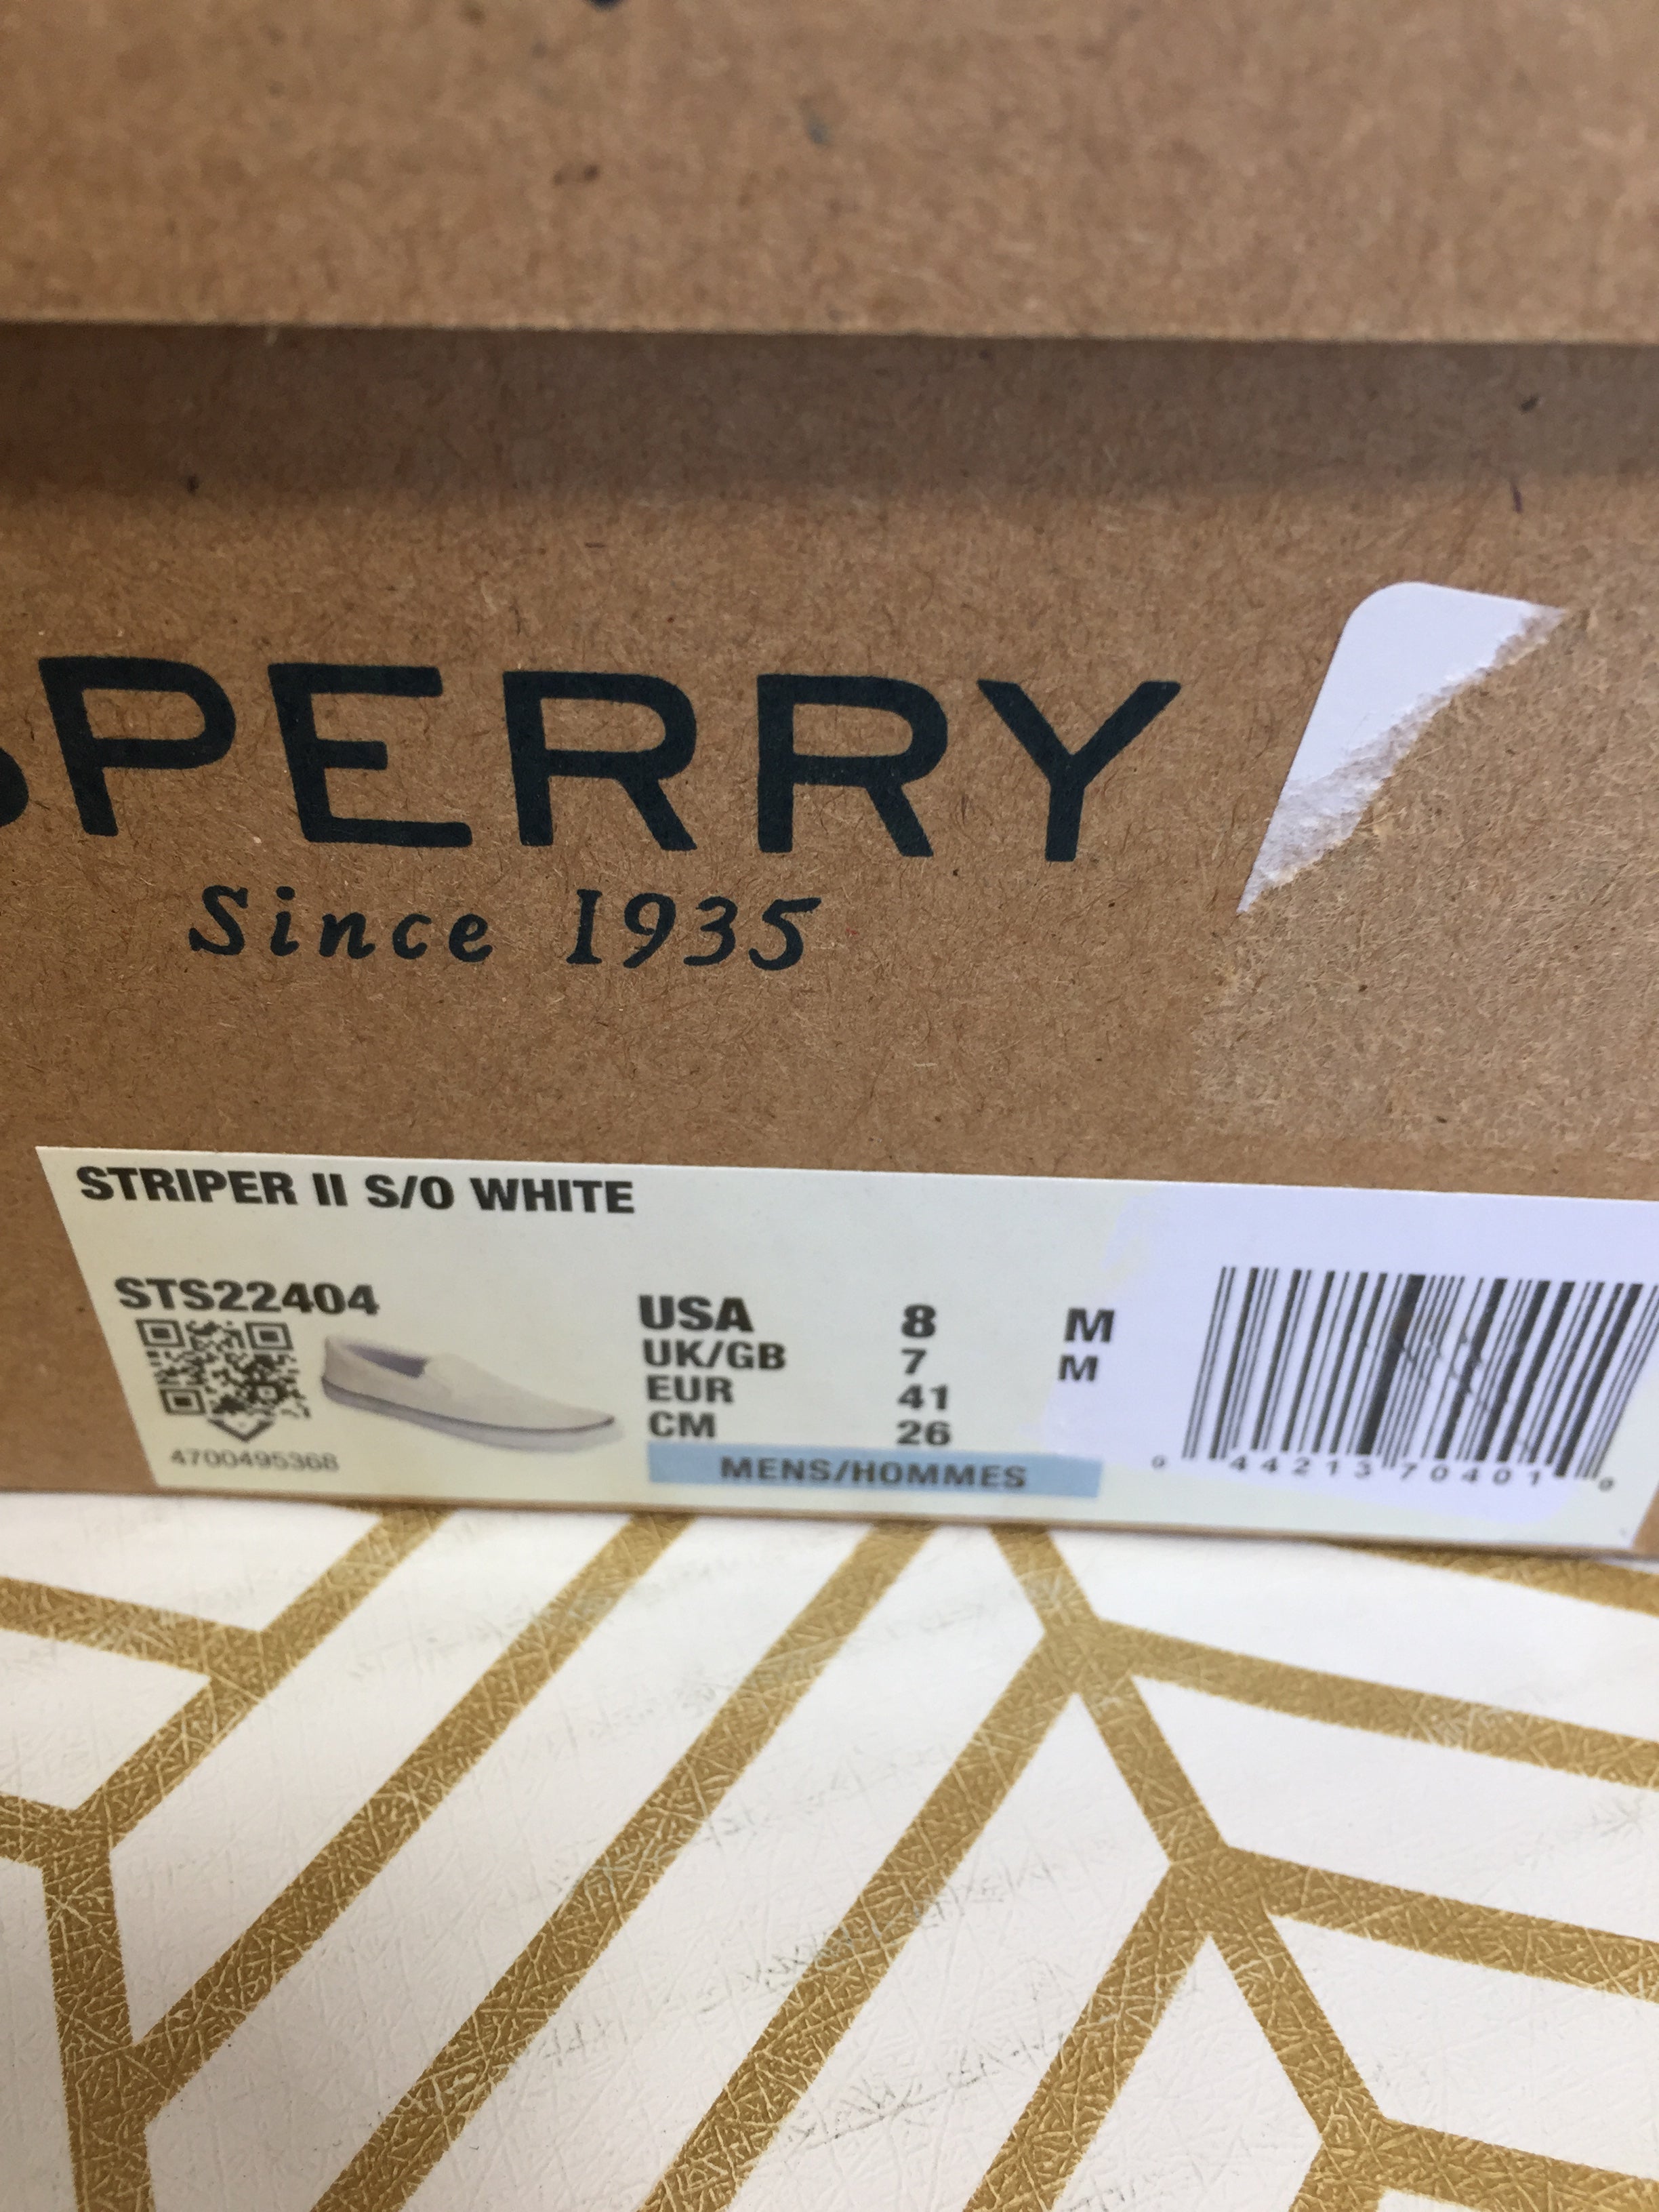 SPERRY
Since 1935
STRIPER II S/O WHITE
STS22404
4700495368
USA 8 M
UK/GB 7 M
EUR 41
CM 26
MENS/HOMMES
0 44213 70401 0